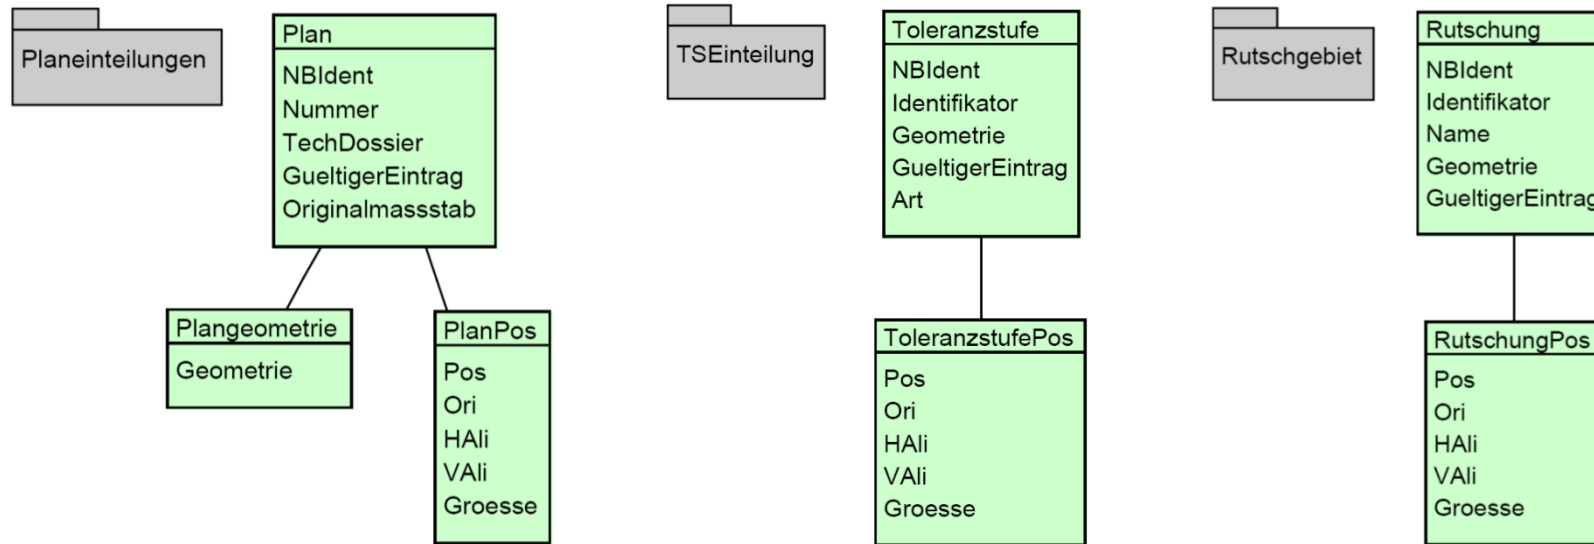 Planeinteilungen
Plan
NBIdent
Nummer
TechDossier
GueltigerEintrag
Originalmassstab
Plangeometrie
Geometrie
PlanPos
Pos
Ori
HAli
VAli
Groesse
TSEinteilung
Toleranzstufe
NBIdent
Identifikator
Geometrie
GueltigerEintrag
Art
ToleranzstufePos
Pos
Ori
HAli
VAli
Groesse
Rutschgebiet
Rutschung
NBIdent
Identifikator
Name
Geometrie
GueltigerEintrag
RutschungPos
Pos
Ori
HAli
VAli
Groesse